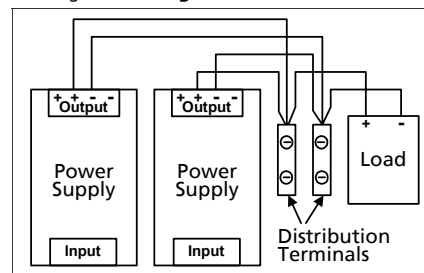 + + - -
Output
Power
Supply
Input
+ + - -
Output
Power
Supply
Input
+ -
Load
Distribution
Terminals